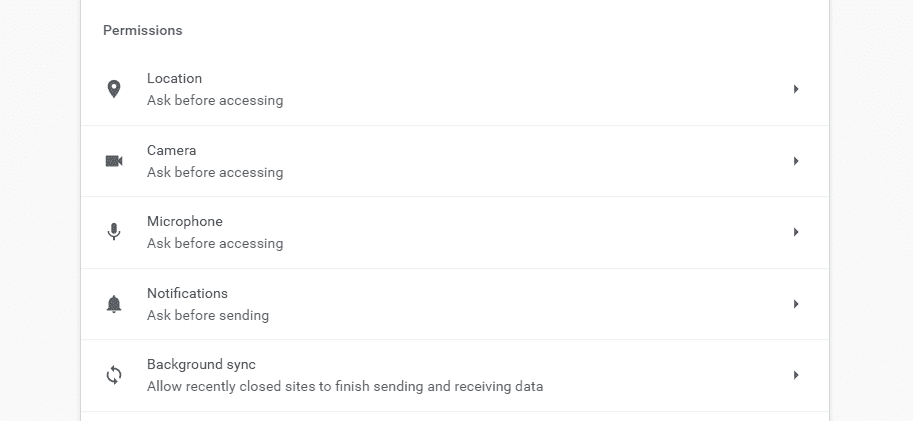 Permissions
Location
Ask before accessing
Camera
Ask before accessing
Microphone
Ask before accessing
Notifications
Ask before sending
Background sync
Allow recently closed sites to finish sending and receiving data